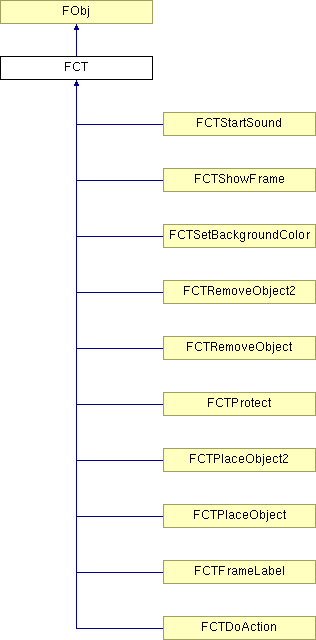 FObj
FCT
FCTStartSound
FCTShowFrame
FCTSetBackgroundColor
FCTRemoveObject2
FCTRemoveObject
FCTProtect
FCTPlaceObject2
FCTPlaceObject
FCTFrameLabel
FCTDoAction